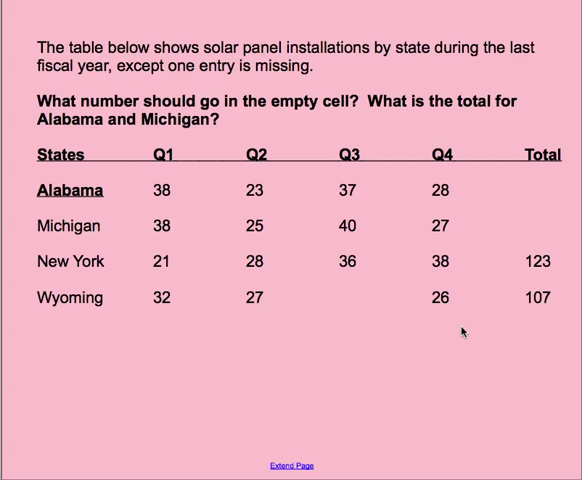 The table below shows solar panel installations by state during the last
fiscal year, except one entry is missing.
What number should go in the empty cell?  What is the total for
Alabama and Michigan?
States Q1 Q2 Q3 Q4 Total
Alabama 38 23 37 28
Michigan 38 25 40 27
New York 21 28 36 38 123
Wyoming 32 27 26 107
Extend Page